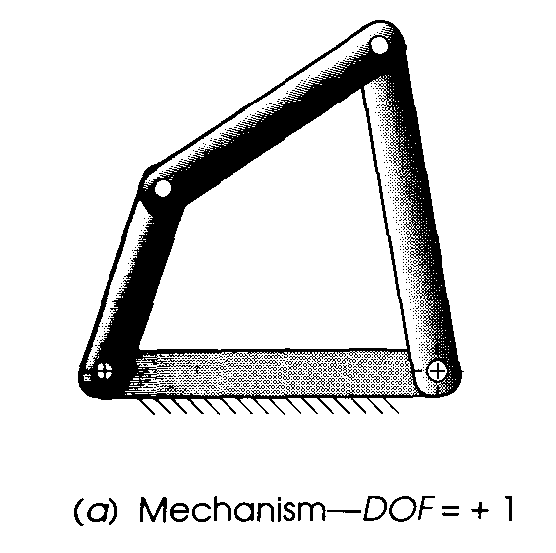 (a) Mechanism—DOF = + 1